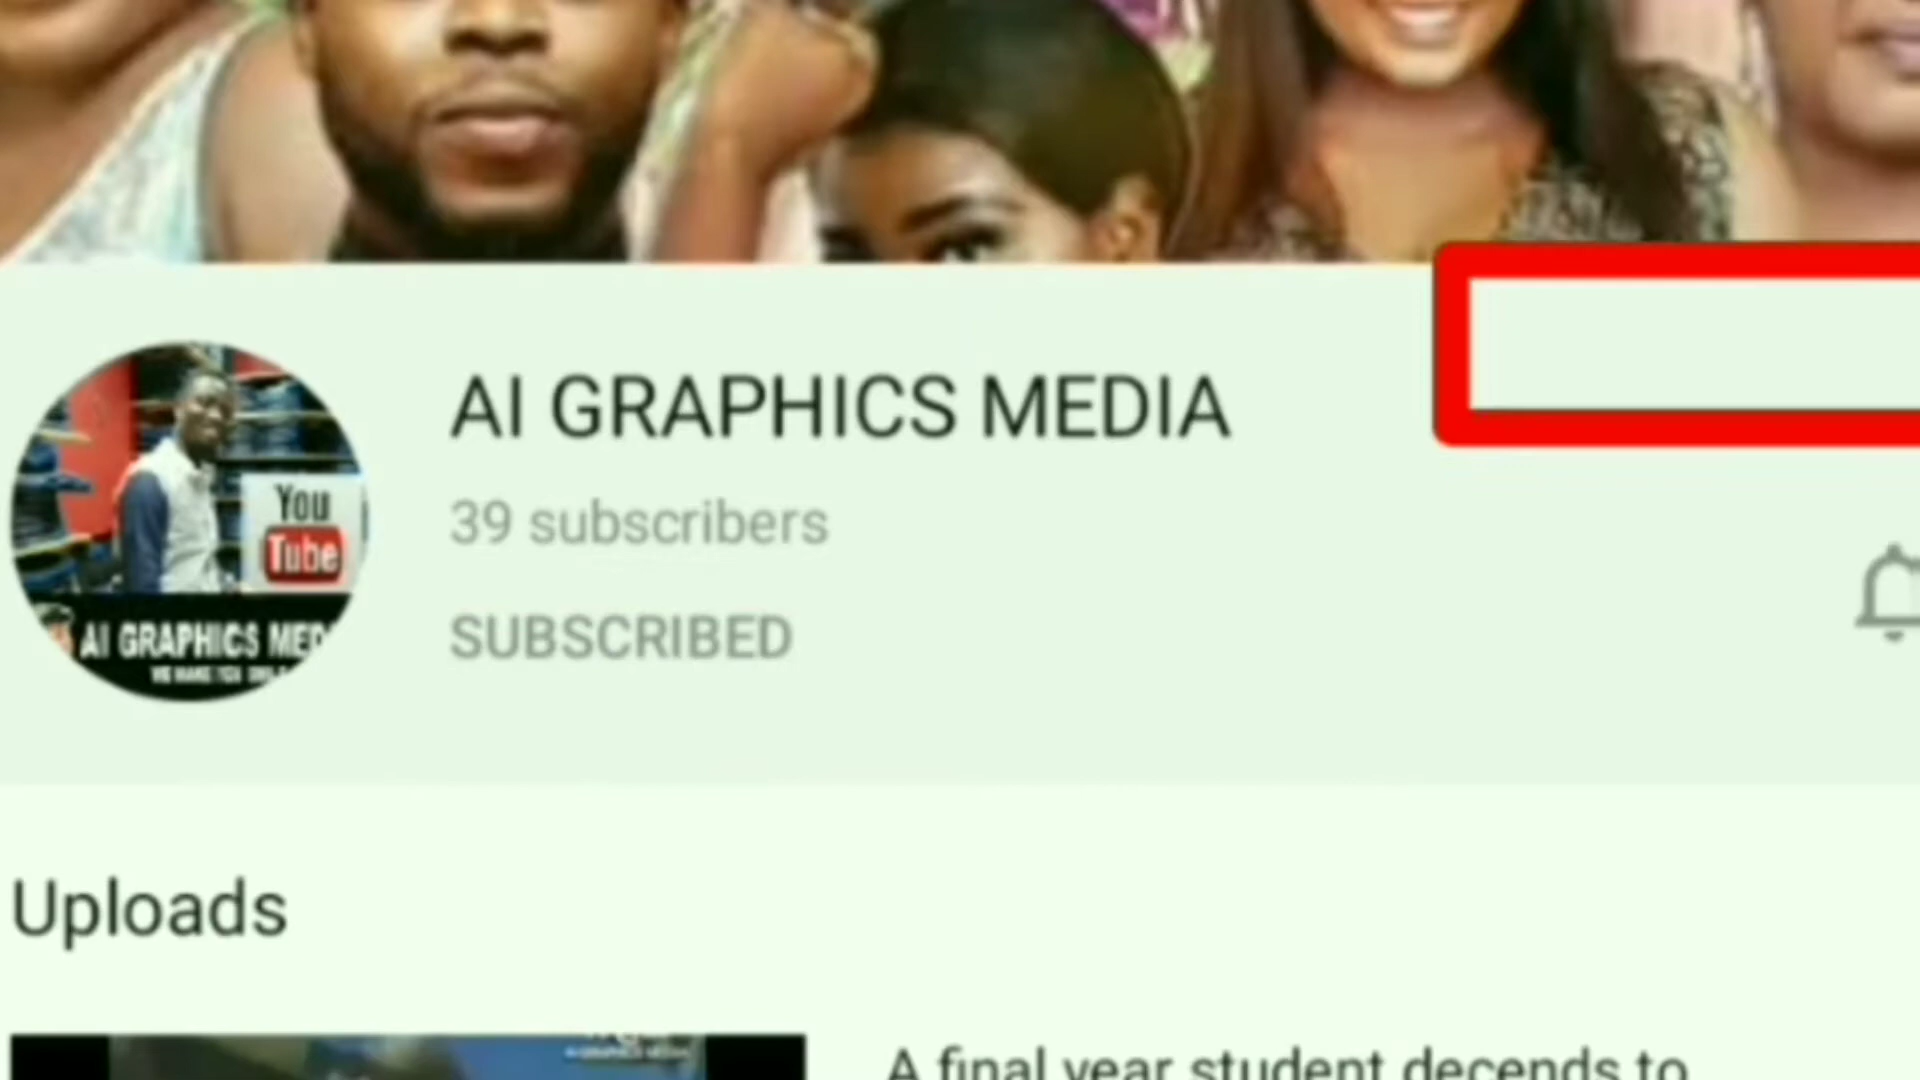 AI GRAPHICS MEDIA
39 subscribers
SUBSCRIBED
You
Tube
AI GRAPHICS MED
Uploads
A final year student decends to